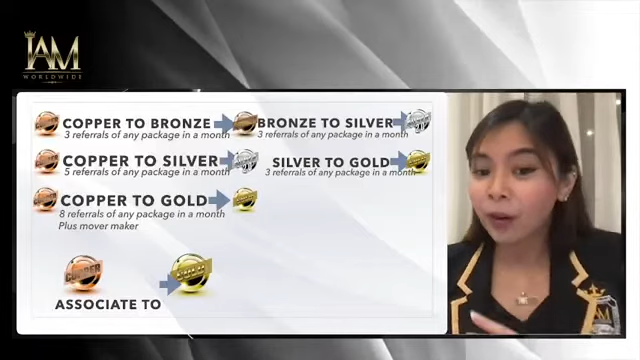 IAM
WORLDWIDE
COPPER TO BRONZE
3 referrals of any package in a month
BRONZE TO SILVER
3 referrals of any package in a month
COPPER TO SILVER
5 referrals of any package in a month
SILVER TO GOLD
3 referrals of any package in a month
COPPER TO GOLD
8 referrals of any package in a month
Plus mover maker
COPPER
GOLD
ASSOCIATE TO
IAM